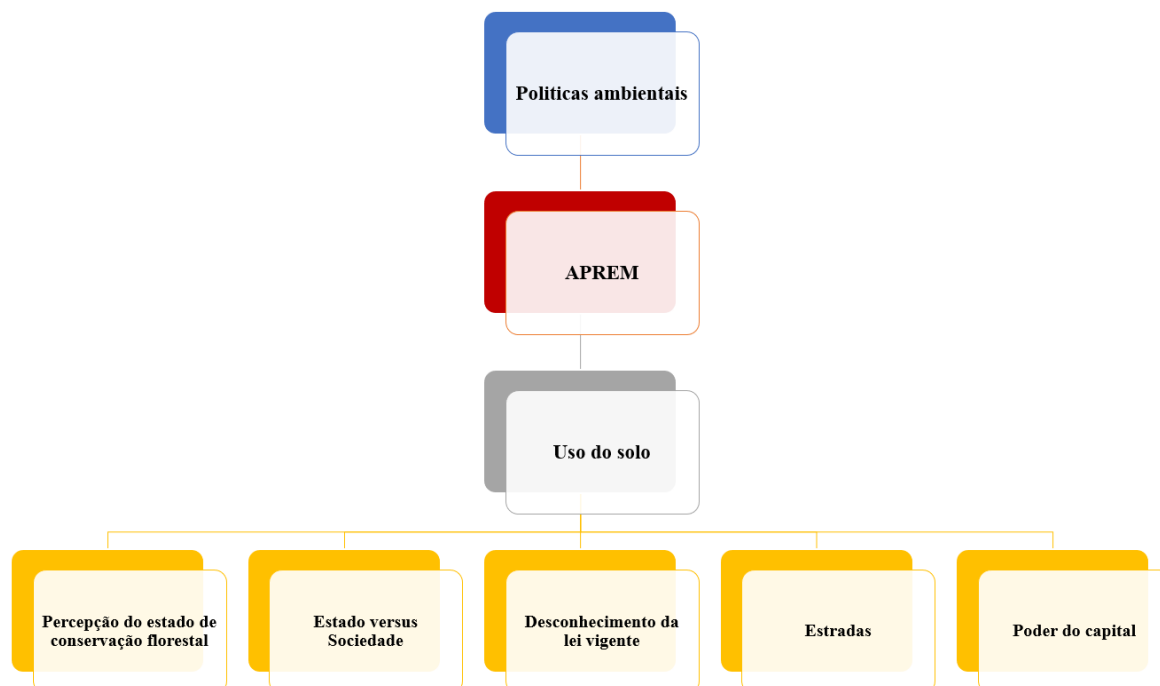 Politicas ambientais
APREM
Uso do solo
Percepção do estado de
conservação florestal
Estado versus
Sociedade
Desconhecimento da
lei vigente
Estradas
Poder do capital